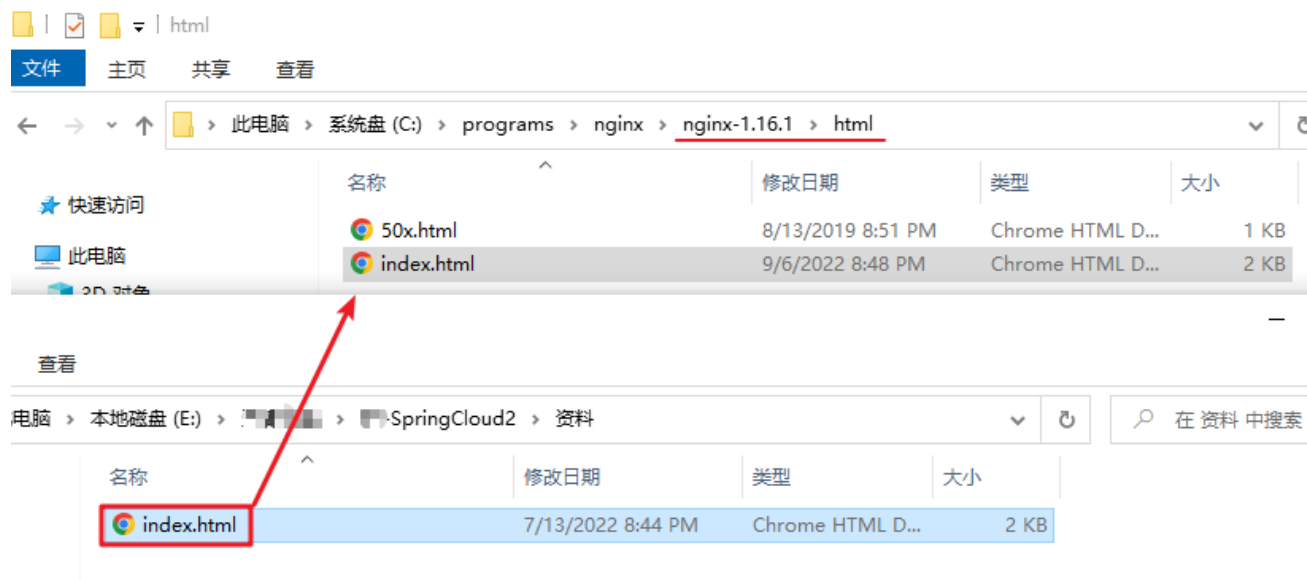 html
文件 主页 共享 查看
此电脑 › 系统盘 (C:) › programs › nginx › nginx-1.16.1 › html
名称 修改日期 类型 大小
快速访问
50x.html 8/13/2019 8:51 PM Chrome HTML D... 1 KB
此电脑
index.html 9/6/2022 8:48 PM Chrome HTML D... 2 KB
3D 对象
查看
电脑 › 本地磁盘 (E:) › › -SpringCloud2 › 资料 在 资料 中搜索
名称 修改日期 类型 大小
index.html 7/13/2022 8:44 PM Chrome HTML D... 2 KB